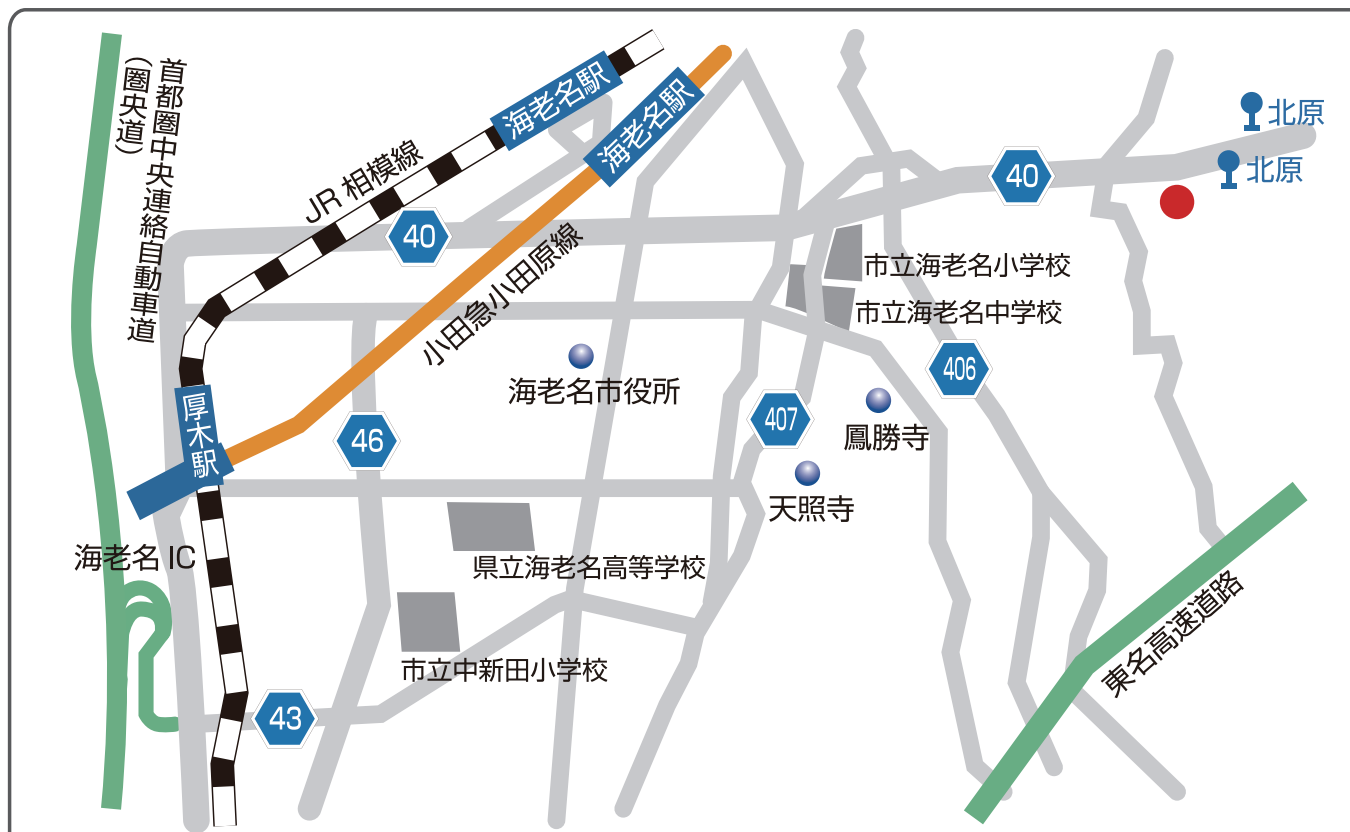 首都圏中央連絡自動車道
(圏央道)
JR 相模線
海老名駅
海老名駅
北原
北原
40
40
小田急小田原線
市立海老名小学校
市立海老名中学校
海老名市役所
406
407
46
厚木駅
鳳勝寺
天照寺
海老名 IC
県立海老名高等学校
市立中新田小学校
東名高速道路
43